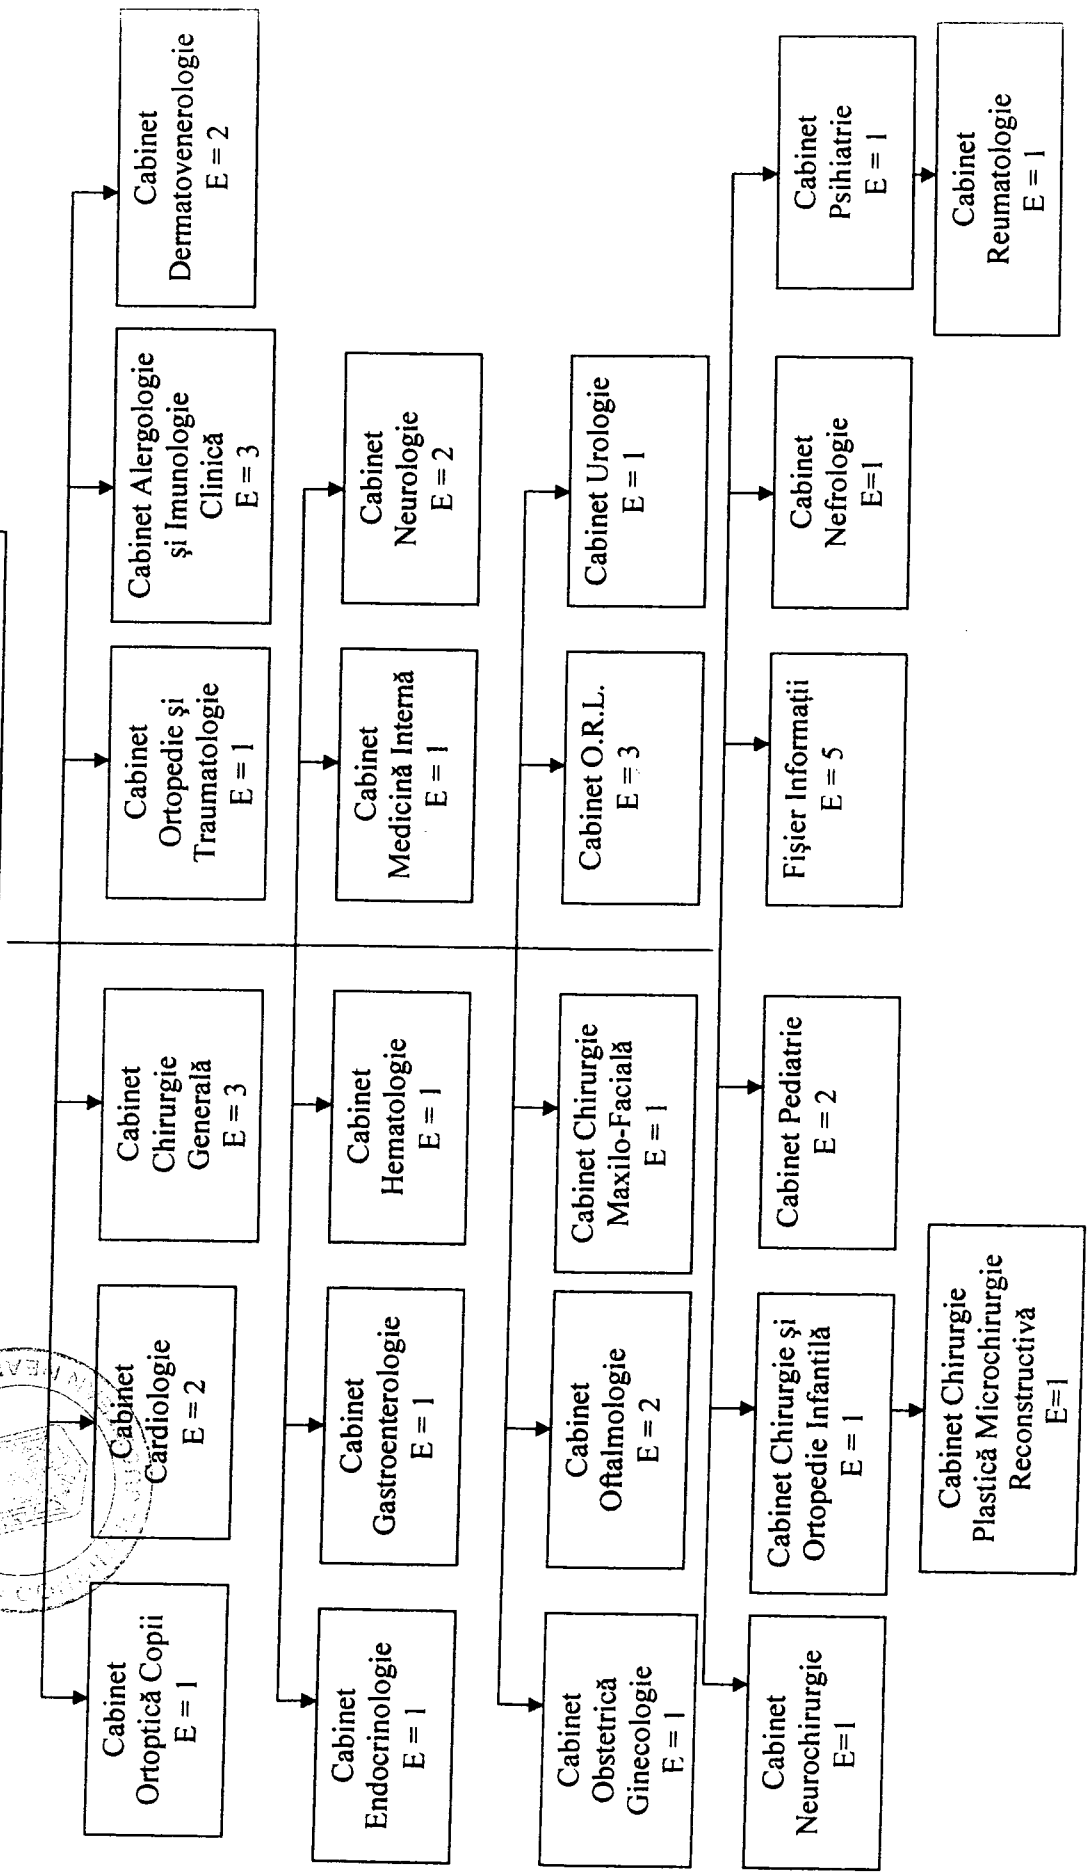 Cabinet
Ortoptică Copii
E = 1
Cabinet
Cardiologie
E = 2
Cabinet
Chirurgie
Generală
E = 3
Cabinet
Ortopedie și
Traumatologie
E = 1
Cabinet Alergologie
și Imunologie
Clinică
E = 3
Cabinet
Dermatovenerologie
E = 2
Cabinet
Endocrinologie
E = 1
Cabinet
Gastroenterologie
E = 1
Cabinet
Hematologie
E = 1
Cabinet
Medicină Internă
E = 1
Cabinet
Neurologie
E = 2
Cabinet
Obstetrică
Ginecologie
E = 1
Cabinet
Oftalmologie
E = 2
Cabinet Chirurgie
Maxilo-Facială
E = 1
Cabinet O.R.L.
E = 3
Cabinet Urologie
E = 1
Cabinet
Neurochirurgie
E=1
Cabinet Chirurgie și
Ortopedie Infantilă
E = 1
Cabinet Pediatrie
E = 2
Fișier Informații
E = 5
Cabinet
Nefrologie
E=1
Cabinet
Psihiatrie
E = 1
Cabinet Chirurgie
Plastică Microchirurgie
Reconstructivă
E=1
Cabinet
Reumatologie
E = 1